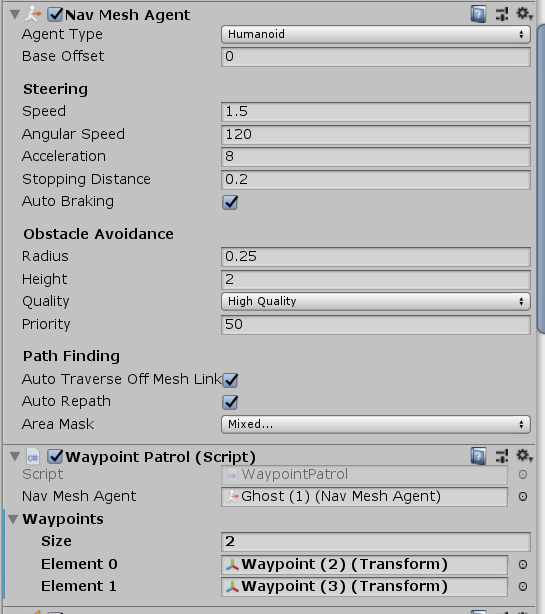 Nav Mesh Agent
Agent Type Humanoid
Base Offset 0
Steering
Speed 1.5
Angular Speed 120
Acceleration 8
Stopping Distance 0.2
Auto Braking
Obstacle Avoidance
Radius 0.25
Height 2
Quality High Quality
Priority 50
Path Finding
Auto Traverse Off Mesh Link
Auto Repath
Area Mask Mixed...
Waypoint Patrol (Script)
Script WaypointPatrol
Nav Mesh Agent Ghost (1) (Nav Mesh Agent)
Waypoints
Size 2
Element 0 Waypoint (2) (Transform)
Element 1 Waypoint (3) (Transform)